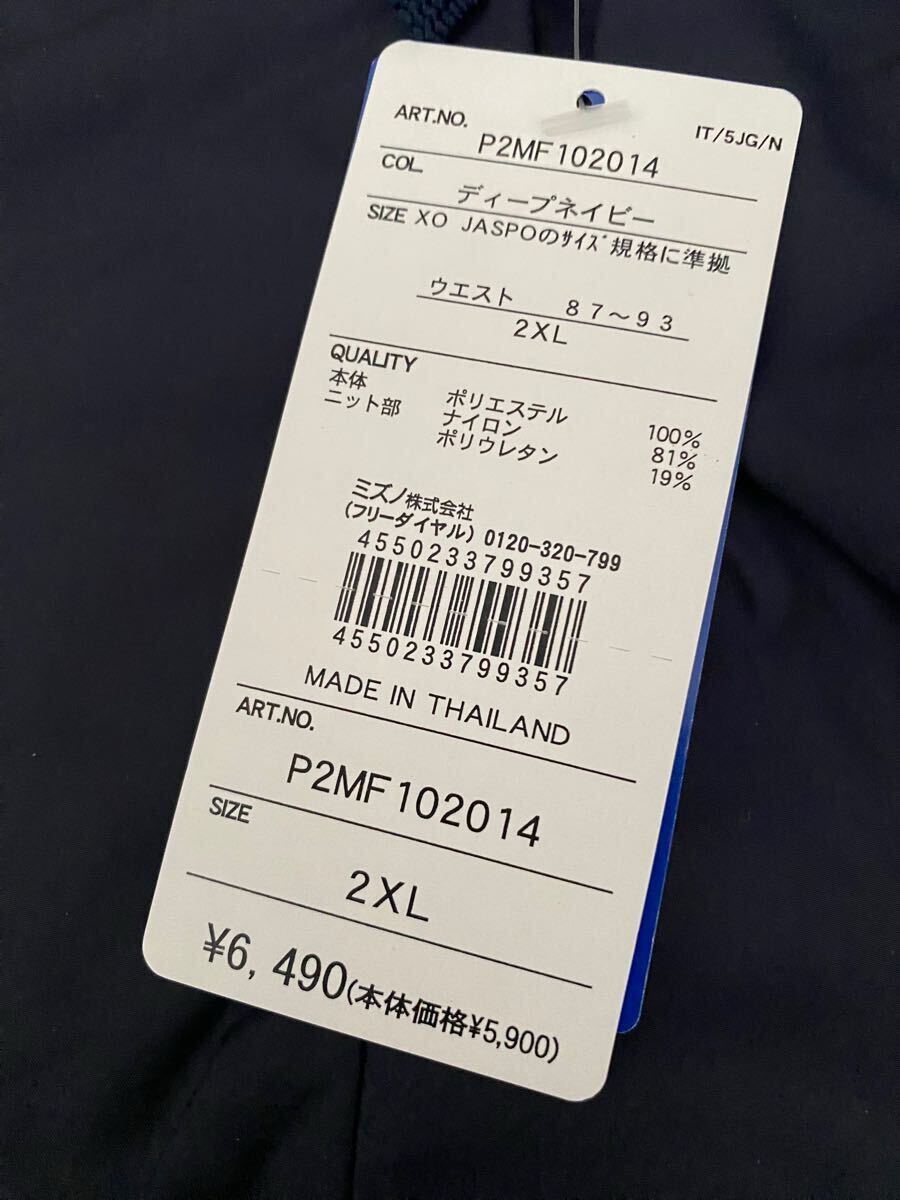 IT/5JG/N
ART.NO.
P2MF102014
COL.
ディープネイビー
SIZE XO JASPOのｻｲｽﾞ規格に準拠
ウエスト 87～93
2XL
QUALITY
本体 ポリエステル 100%
ニット部 ナイロン 81%
ポリウレタン 19%
ミズノ株式会社
(フリーダイヤル) 0120-320-799
4550233799357
4550233799357
MADE IN THAILAND
ART.NO.
P2MF102014
SIZE
2XL
¥6,490(本体価格¥5,900)